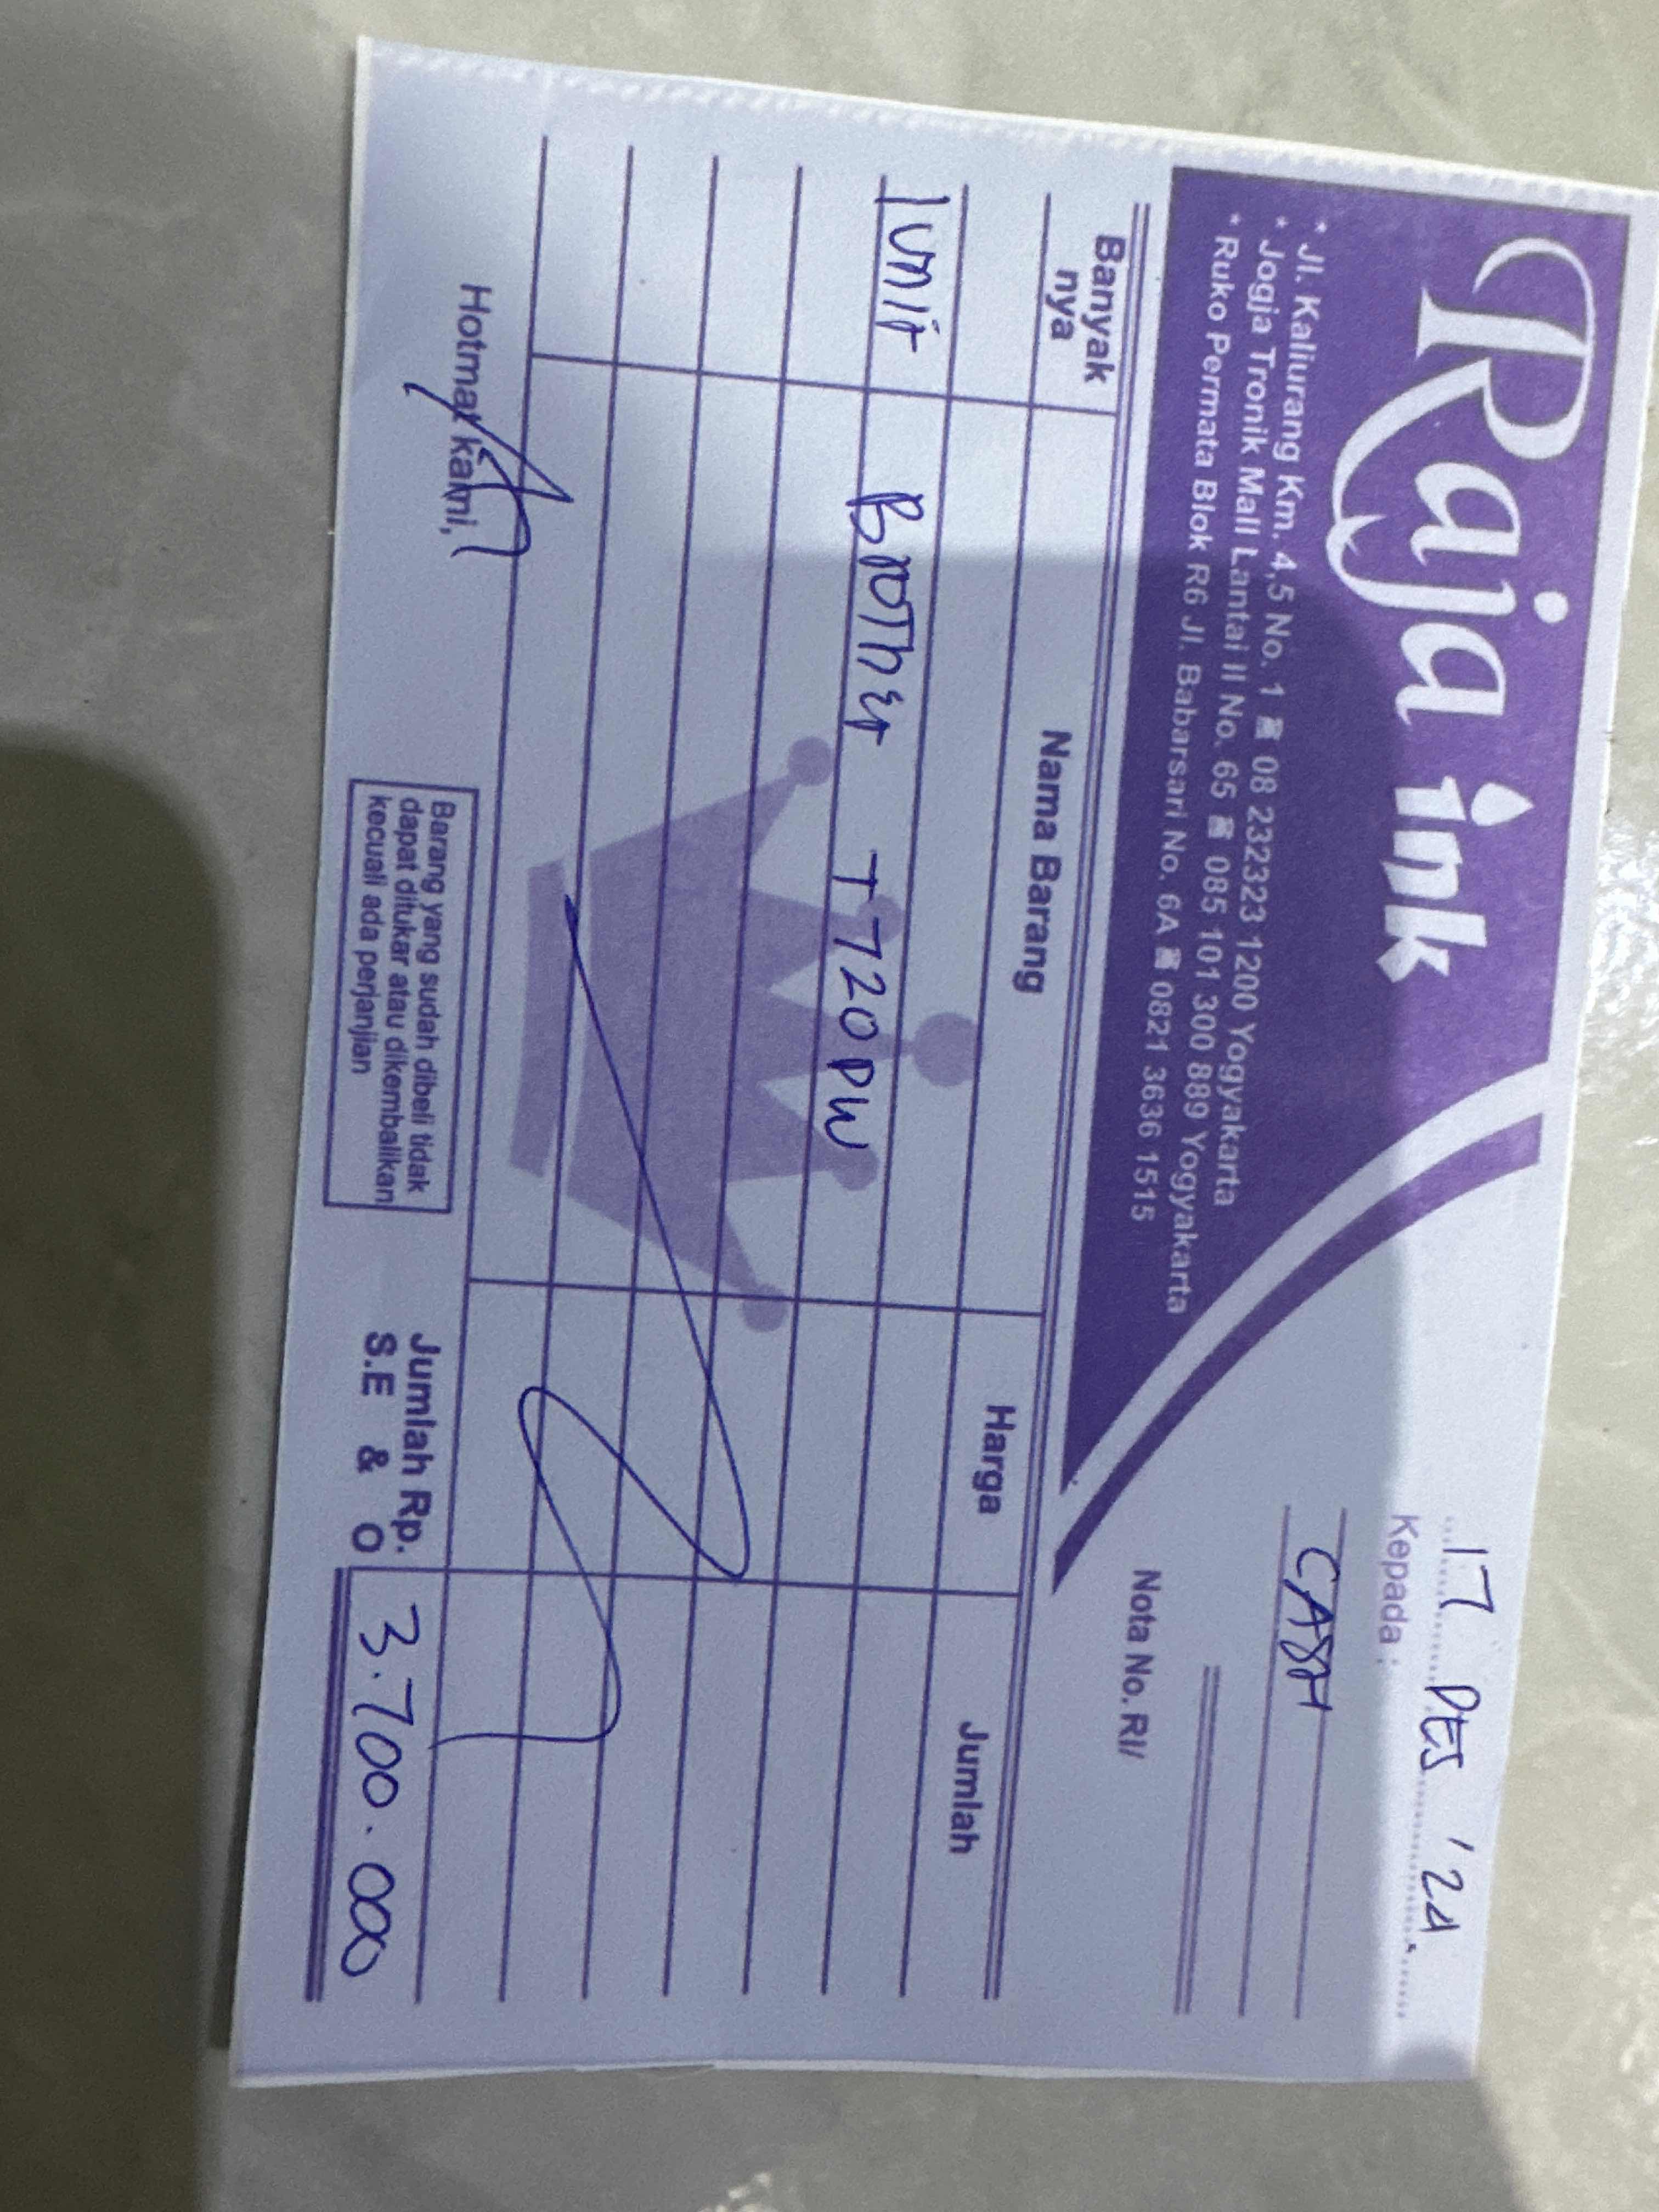 Raja ink
* Jl. Kaliurang Km. 4,5 No. 1 ☎ 08 232323 1200 Yogyakarta
* Jogja Tronik Mall Lantai II No. 65 ☎ 085 101 300 889 Yogyakarta
* Ruko Permata Blok R6 Jl. Babarsari No. 6A ☎ 0821 3636 1515
17 DES '24
Kepada :
CASH
Nota No. RI/
Banyak nya Nama Barang Harga Jumlah
1 unit Brother T720DW
Hotmat kami,
Barang yang sudah dibeli tidak
dapat ditukar atau dikembalikan
kecuali ada perjanjian
Jumlah Rp. 3.700.000
S.E & O